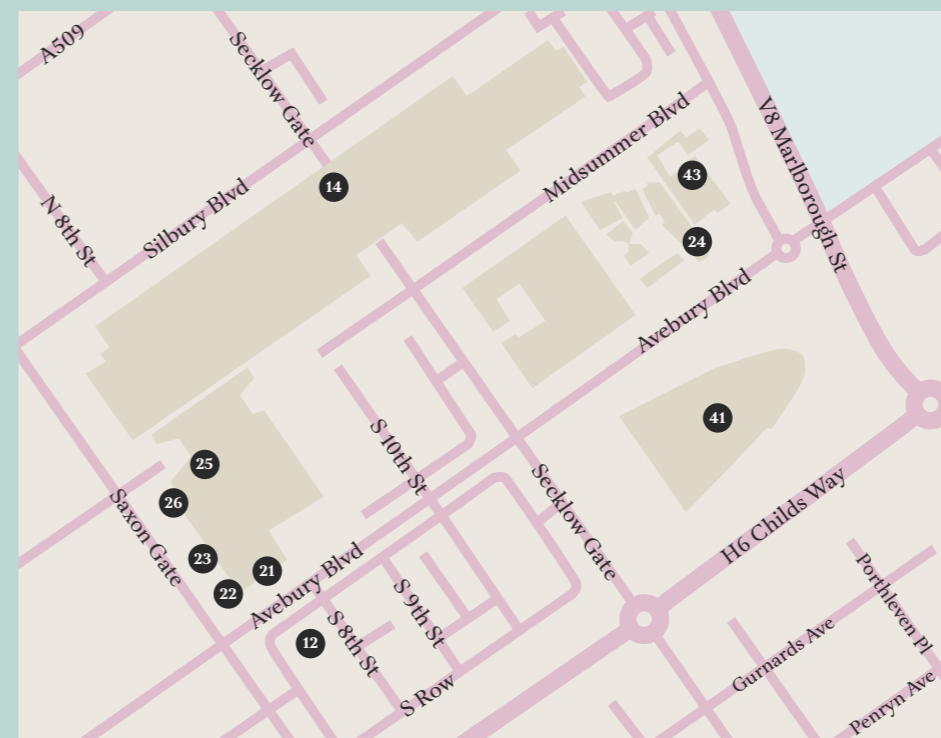 A509
Secklow Gate
V8 Marlborough St
Midsummer Blvd
43
14
Silbury Blvd
N 8th St
24
Avebury Blvd
41
S 10th St
25
26
Saxon Gate
Secklow Gate
H6 Childs Way
23
21
22
Avebury Blvd
S 9th St
Porthleven Pl
12
S 8th St
Gurnards Ave
S Row
Penryn Ave